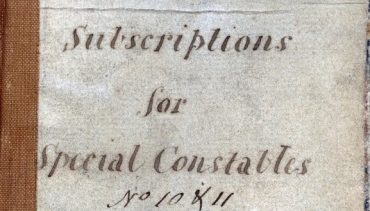 Subscriptions
for
Special Constables
No 10 & 11